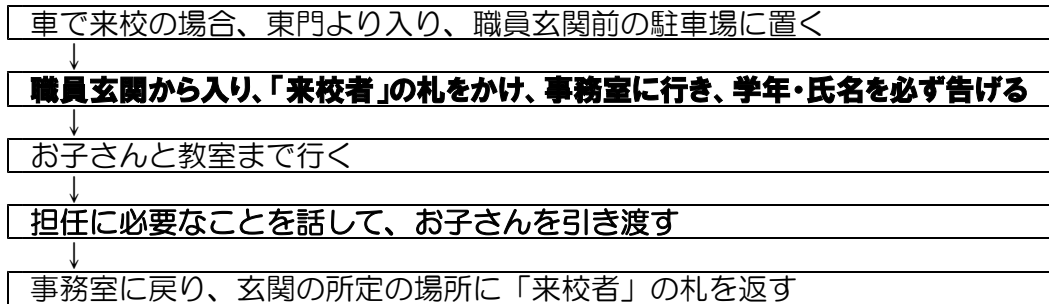 車で来校の場合、東門より入り、職員玄関前の駐車場に置く
↓
職員玄関から入り、「来校者」の札をかけ、事務室に行き、学年・氏名を必ず告げる
↓
お子さんと教室まで行く
↓
担任に必要なことを話して、お子さんを引き渡す
↓
事務室に戻り、玄関の所定の場所に「来校者」の札を返す